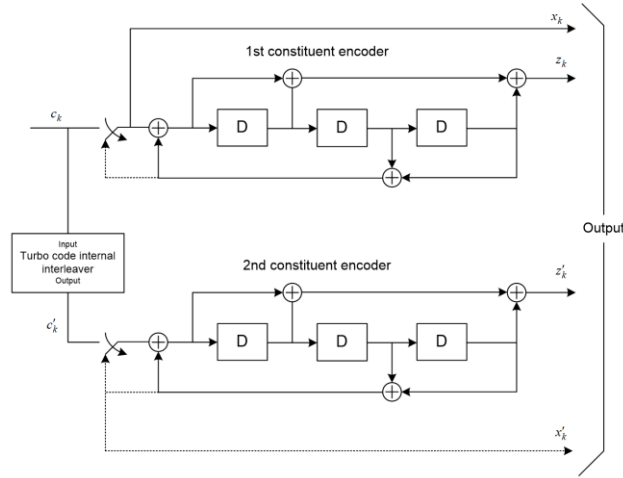 x_k
1st constituent encoder
z_k
c_k
D
D
D
Output
Input
Turbo code internal
interleaver
Output
2nd constituent encoder
z'_k
c'_k
D
D
D
x'_k